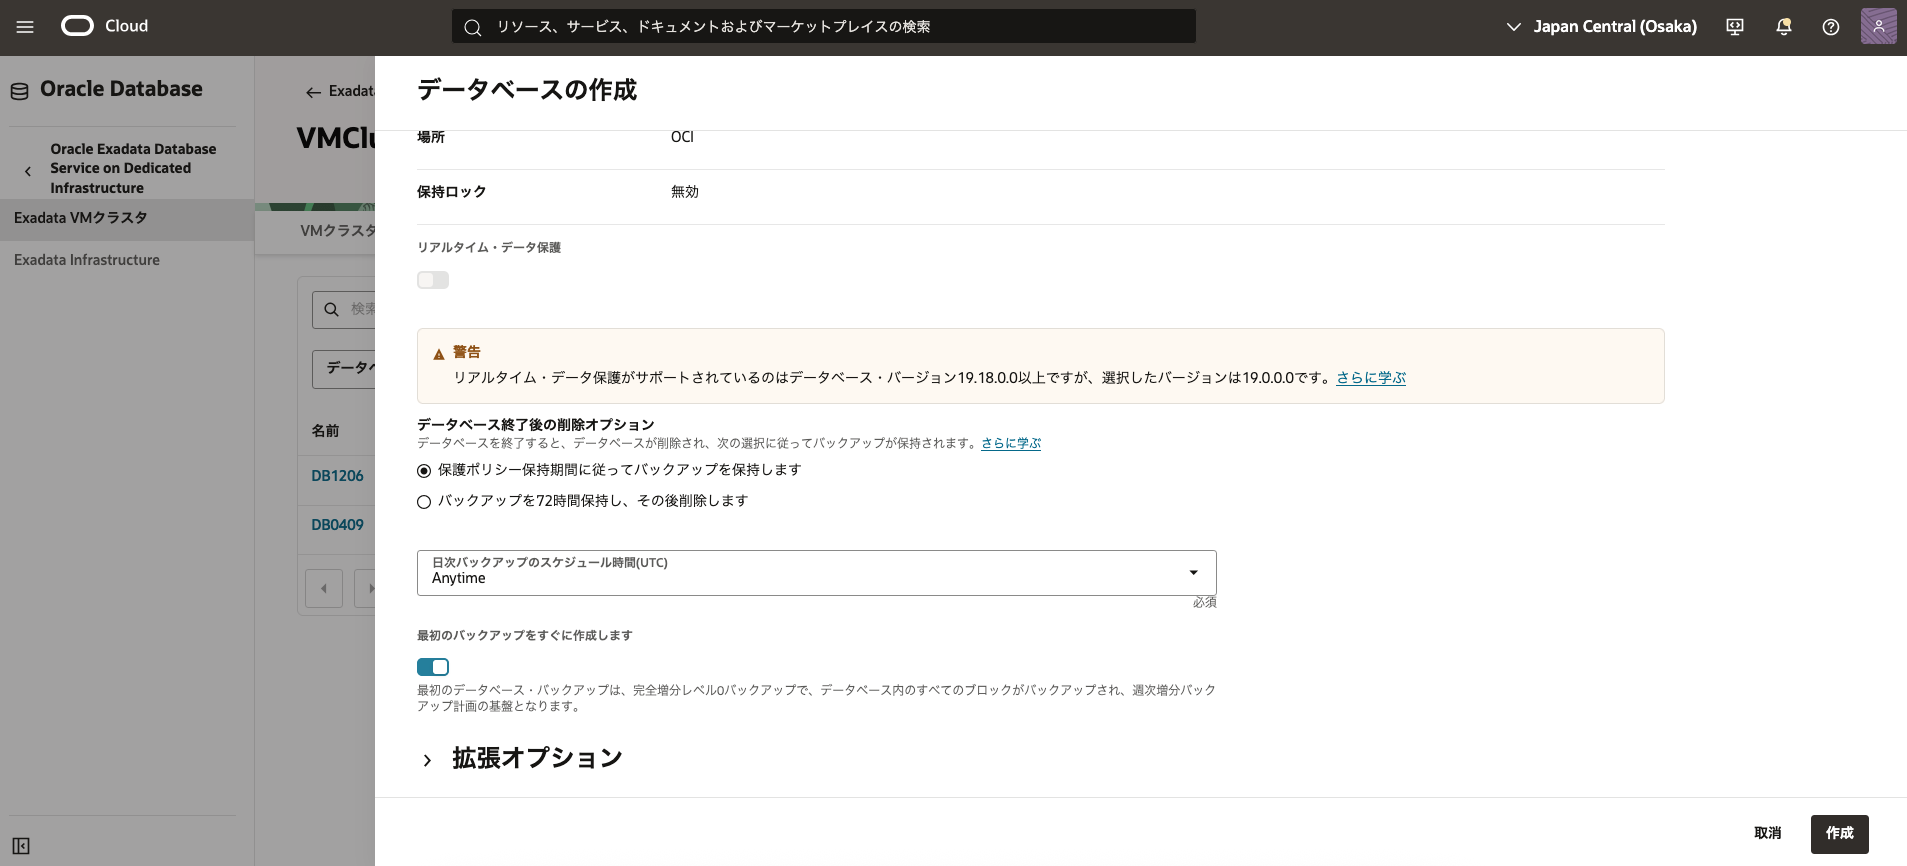 Cloud
リソース、サービス、ドキュメントおよびマーケットプレイスの検索
Japan Central (Osaka)
Oracle Database
Oracle Exadata Database
Service on Dedicated
Infrastructure
Exadata VMクラスタ
Exadata Infrastructure
Exadat
VMClu
VMクラスタ
検索
データベ
名前
DB1206
DB0409
データベースの作成
場所
OCI
保持ロック
無効
リアルタイム・データ保護
警告
リアルタイム・データ保護がサポートされているのはデータベース・バージョン19.18.0.0以上ですが、選択したバージョンは19.0.0.0です。さらに学ぶ
データベース終了後の削除オプション
データベースを終了すると、データベースが削除され、次の選択に従ってバックアップが保持されます。さらに学ぶ
保護ポリシー保持期間に従ってバックアップを保持します
バックアップを72時間保持し、その後削除します
日次バックアップのスケジュール時間(UTC)
Anytime
必須
最初のバックアップをすぐに作成します
最初のデータベース・バックアップは、完全増分レベル0バックアップで、データベース内のすべてのブロックがバックアップされ、週次増分バック
アップ計画の基盤となります。
拡張オプション
取消
作成